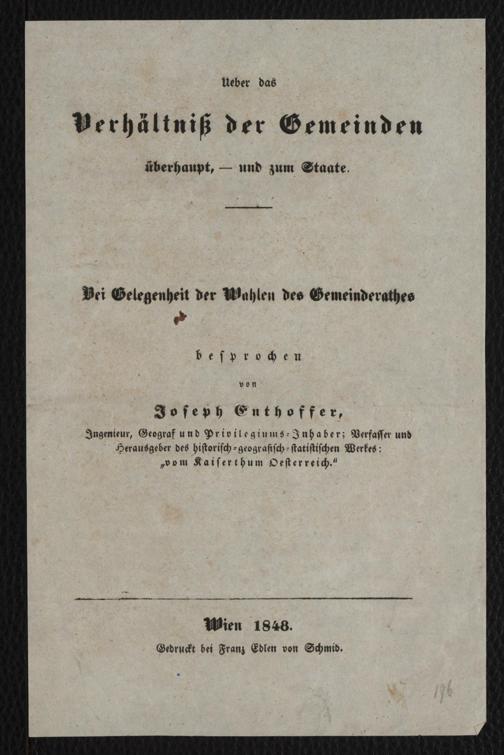 Ueber das
Verhältniß der Gemeinden
überhaupt, — und zum Staate.
Bei Gelegenheit der Wahlen des Gemeinderathes
besprochen
von
Joseph Enthoffer,
Ingenieur, Geograf und Privilegiums-Inhaber; Verfasser und
Herausgeber des historisch-geografisch-statistischen Werkes:
„vom Kaiserthum Oesterreich.“
Wien 1848.
Gedruckt bei Franz Edlen von Schmid.
196